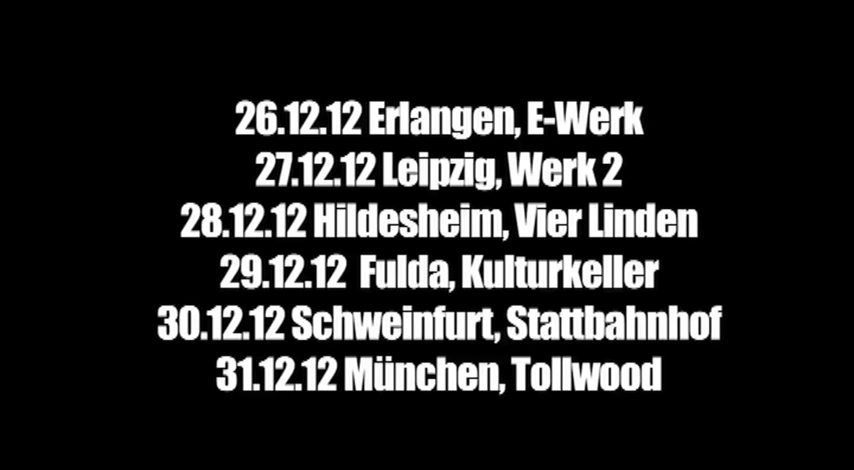 26.12.12 Erlangen, E-Werk
27.12.12 Leipzig, Werk 2
28.12.12 Hildesheim, Vier Linden
29.12.12 Fulda, Kulturkeller
30.12.12 Schweinfurt, Stattbahnhof
31.12.12 München, Tollwood